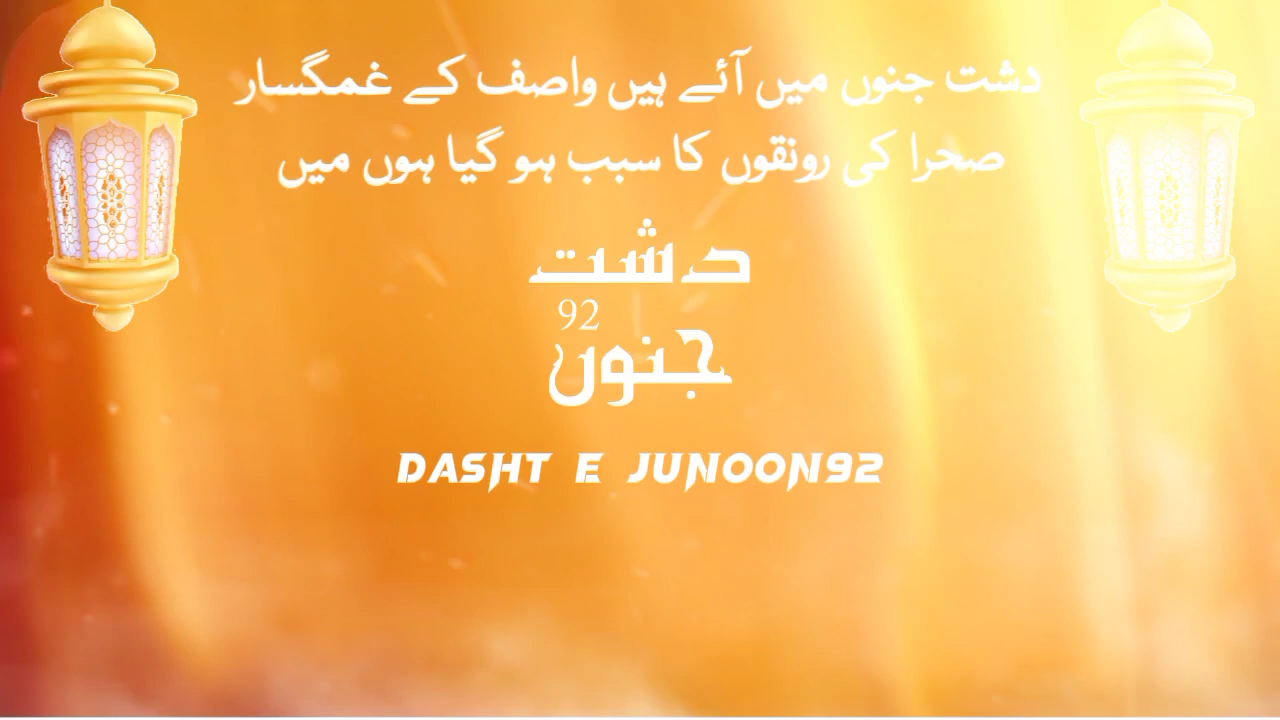 دشت جنوں میں آئے ہیں واصف کے غمگسار
صحرا کی رونقوں کا سبب ہو گیا ہوں میں
دشت
92
جنوں
DASHT E JUNOON92